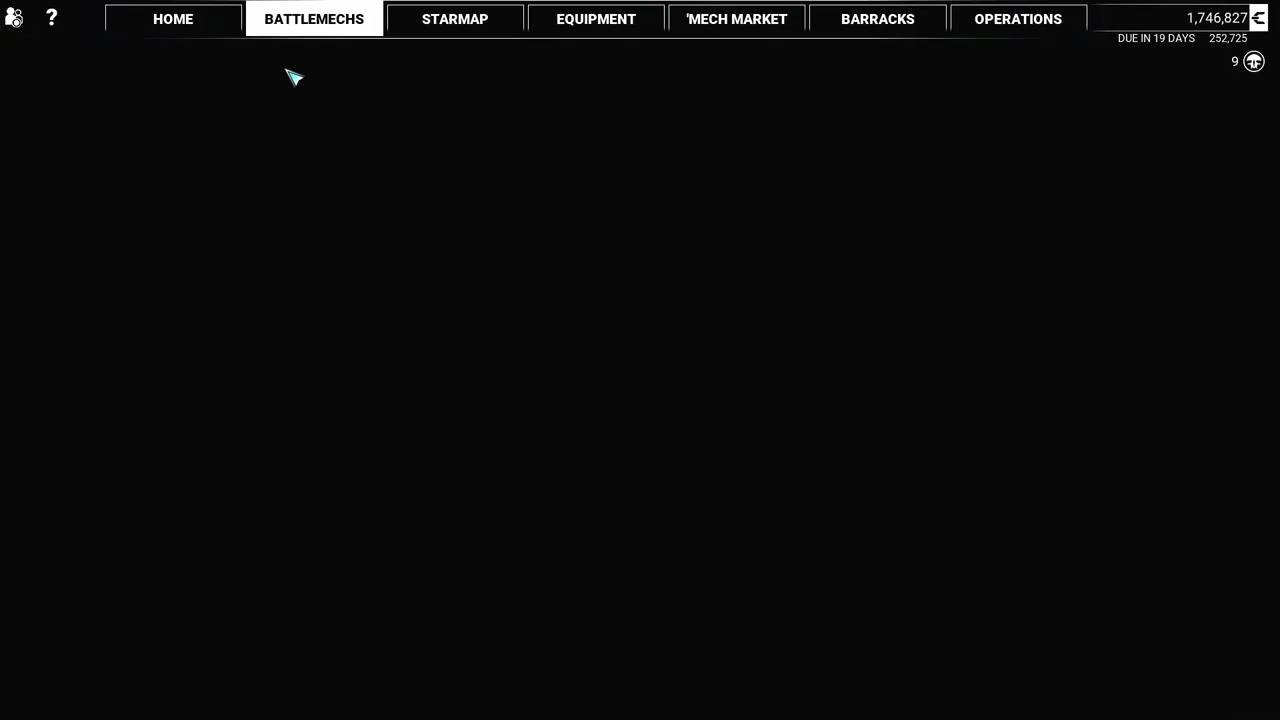 ?
HOME
BATTLEMECHS
STARMAP
EQUIPMENT
'MECH MARKET
BARRACKS
OPERATIONS
1,746,827
DUE IN 19 DAYS 252,725
9